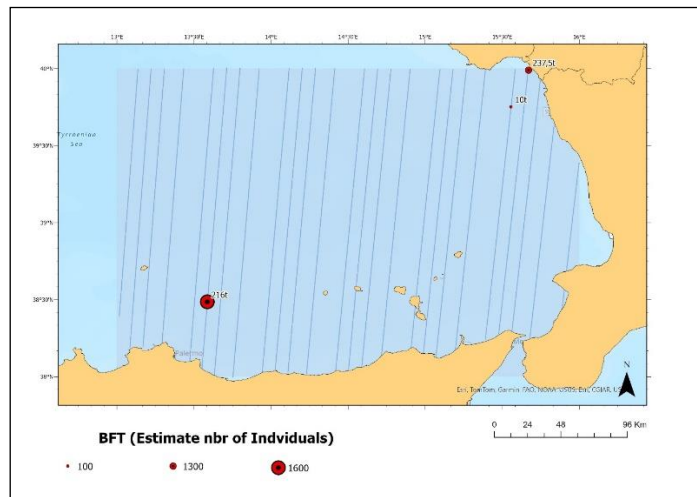 13°E 13°30'E 14°E 14°30'E 15°E 15°30'E 16°E
40°N
237,5t
10t
Tyrrhenian
Sea
39°30'N
39°N
38°30'N
216t
Palermo
38°N
Esri, TomTom, Garmin, FAO, NOAA, USGS, Esri, CGIAR, USGS
N
BFT (Estimate nbr of Indviduals)
0 24 48 96 Km
100 1300 1600